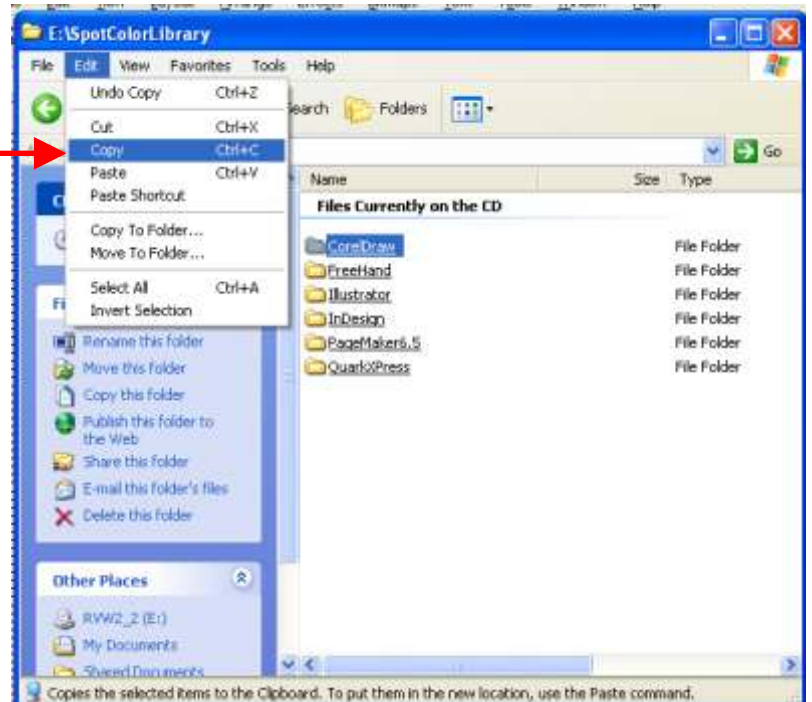 E:\SpotColorLibrary
File Edit View Favorites Tools Help
Undo Copy Ctrl+Z
Cut Ctrl+X
Copy Ctrl+C
Paste Ctrl+V
Paste Shortcut
Copy To Folder...
Move To Folder...
Select All Ctrl+A
Invert Selection
earch Folders
Go
Name Size Type
Files Currently on the CD
CorelDraw File Folder
FreeHand File Folder
Illustrator File Folder
InDesign File Folder
PageMaker6.5 File Folder
QuarkXPress File Folder
Rename this folder
Move this folder
Copy this folder
Publish this folder to
the Web
Share this folder
E-mail this folder's files
Delete this folder
Other Places
RVW2_2 (E:)
My Documents
Shared Documents
Copies the selected items to the Clipboard. To put them in the new location, use the Paste command.